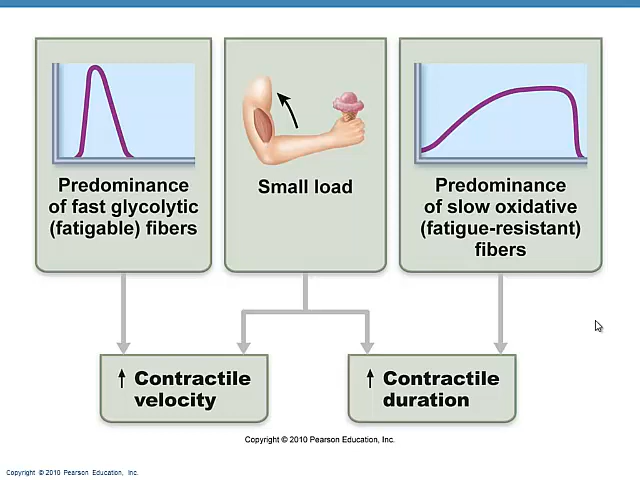 Predominance
of fast glycolytic
(fatigable) fibers
Small load
Predominance
of slow oxidative
(fatigue-resistant)
fibers
↑ Contractile
velocity
↑ Contractile
duration
Copyright © 2010 Pearson Education, Inc.
Copyright © 2010 Pearson Education, Inc.